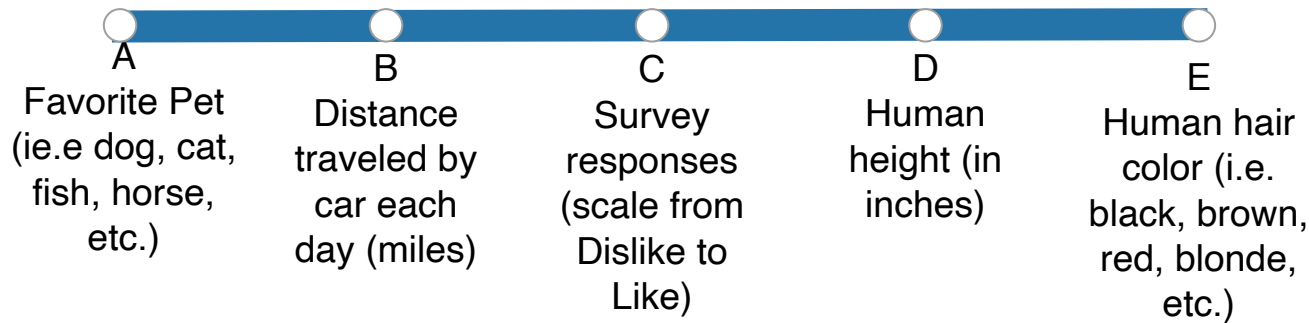 A
Favorite Pet
(ie.e dog, cat,
fish, horse,
etc.)
B
Distance
traveled by
car each
day (miles)
C
Survey
responses
(scale from
Dislike to
Like)
D
Human
height (in
inches)
E
Human hair
color (i.e.
black, brown,
red, blonde,
etc.)